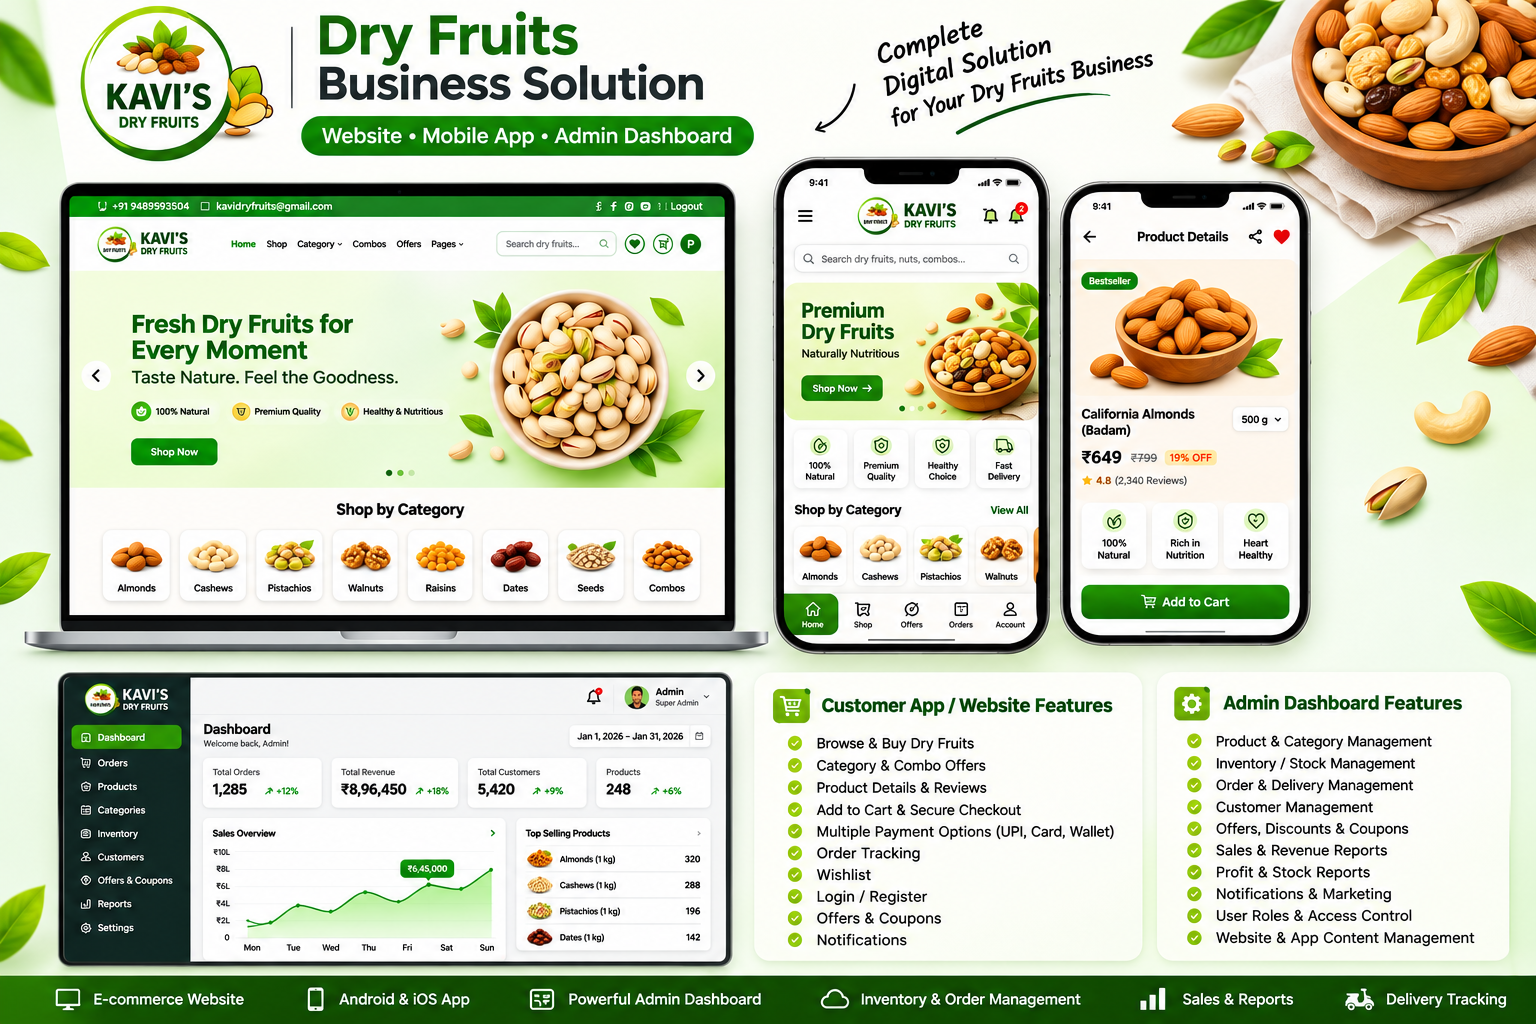 KAVI'S
DRY FRUITS
Dry Fruits
Business Solution
Website • Mobile App • Admin Dashboard
Complete
Digital Solution
for Your Dry Fruits Business
+91 9489593504
kavidryfruits@gmail.com
Logout
KAVI'S
DRY FRUITS
Home
Shop
Category
Combos
Offers
Pages
Search dry fruits...
P
Fresh Dry Fruits for
Every Moment
Taste Nature. Feel the Goodness.
100% Natural
Premium Quality
Healthy & Nutritious
Shop Now
Shop by Category
Almonds
Cashews
Pistachios
Walnuts
Raisins
Dates
Seeds
Combos
9:41
KAVI'S
DRY FRUITS
2
Search dry fruits, nuts, combos...
Premium
Dry Fruits
Naturally Nutritious
Shop Now →
100%
Natural
Premium
Quality
Healthy
Choice
Fast
Delivery
Shop by Category
View All
Almonds
Cashews
Pistachios
Walnuts
Home
Shop
Offers
Orders
Account
9:41
Product Details
Bestseller
California Almonds
(Badam)
500 g
₹649 ₹799 19% OFF
4.8 (2,340 Reviews)
100%
Natural
Rich in
Nutrition
Heart
Healthy
Add to Cart
KAVI'S
DRY FRUITS
Dashboard
Orders
Products
Categories
Inventory
Customers
Offers & Coupons
Reports
Settings
Admin
Super Admin
Dashboard
Welcome back, Admin!
Jan 1, 2026 – Jan 31, 2026
Total Orders
1,285 +12%
Total Revenue
₹8,96,450 +18%
Total Customers
5,420 +9%
Products
248 +6%
Sales Overview
₹10L
₹8L
₹6L
₹4L
₹2L
0
₹6,45,000
Mon Tue Wed Thu Fri Sat Sun
Top Selling Products
Almonds (1 kg) 320
Cashews (1 kg) 288
Pistachios (1 kg) 196
Dates (1 kg) 142
Customer App / Website Features
Browse & Buy Dry Fruits
Category & Combo Offers
Product Details & Reviews
Add to Cart & Secure Checkout
Multiple Payment Options (UPI, Card, Wallet)
Order Tracking
Wishlist
Login / Register
Offers & Coupons
Notifications
Admin Dashboard Features
Product & Category Management
Inventory / Stock Management
Order & Delivery Management
Customer Management
Offers, Discounts & Coupons
Sales & Revenue Reports
Profit & Stock Reports
Notifications & Marketing
User Roles & Access Control
Website & App Content Management
E-commerce Website
Android & iOS App
Powerful Admin Dashboard
Inventory & Order Management
Sales & Reports
Delivery Tracking